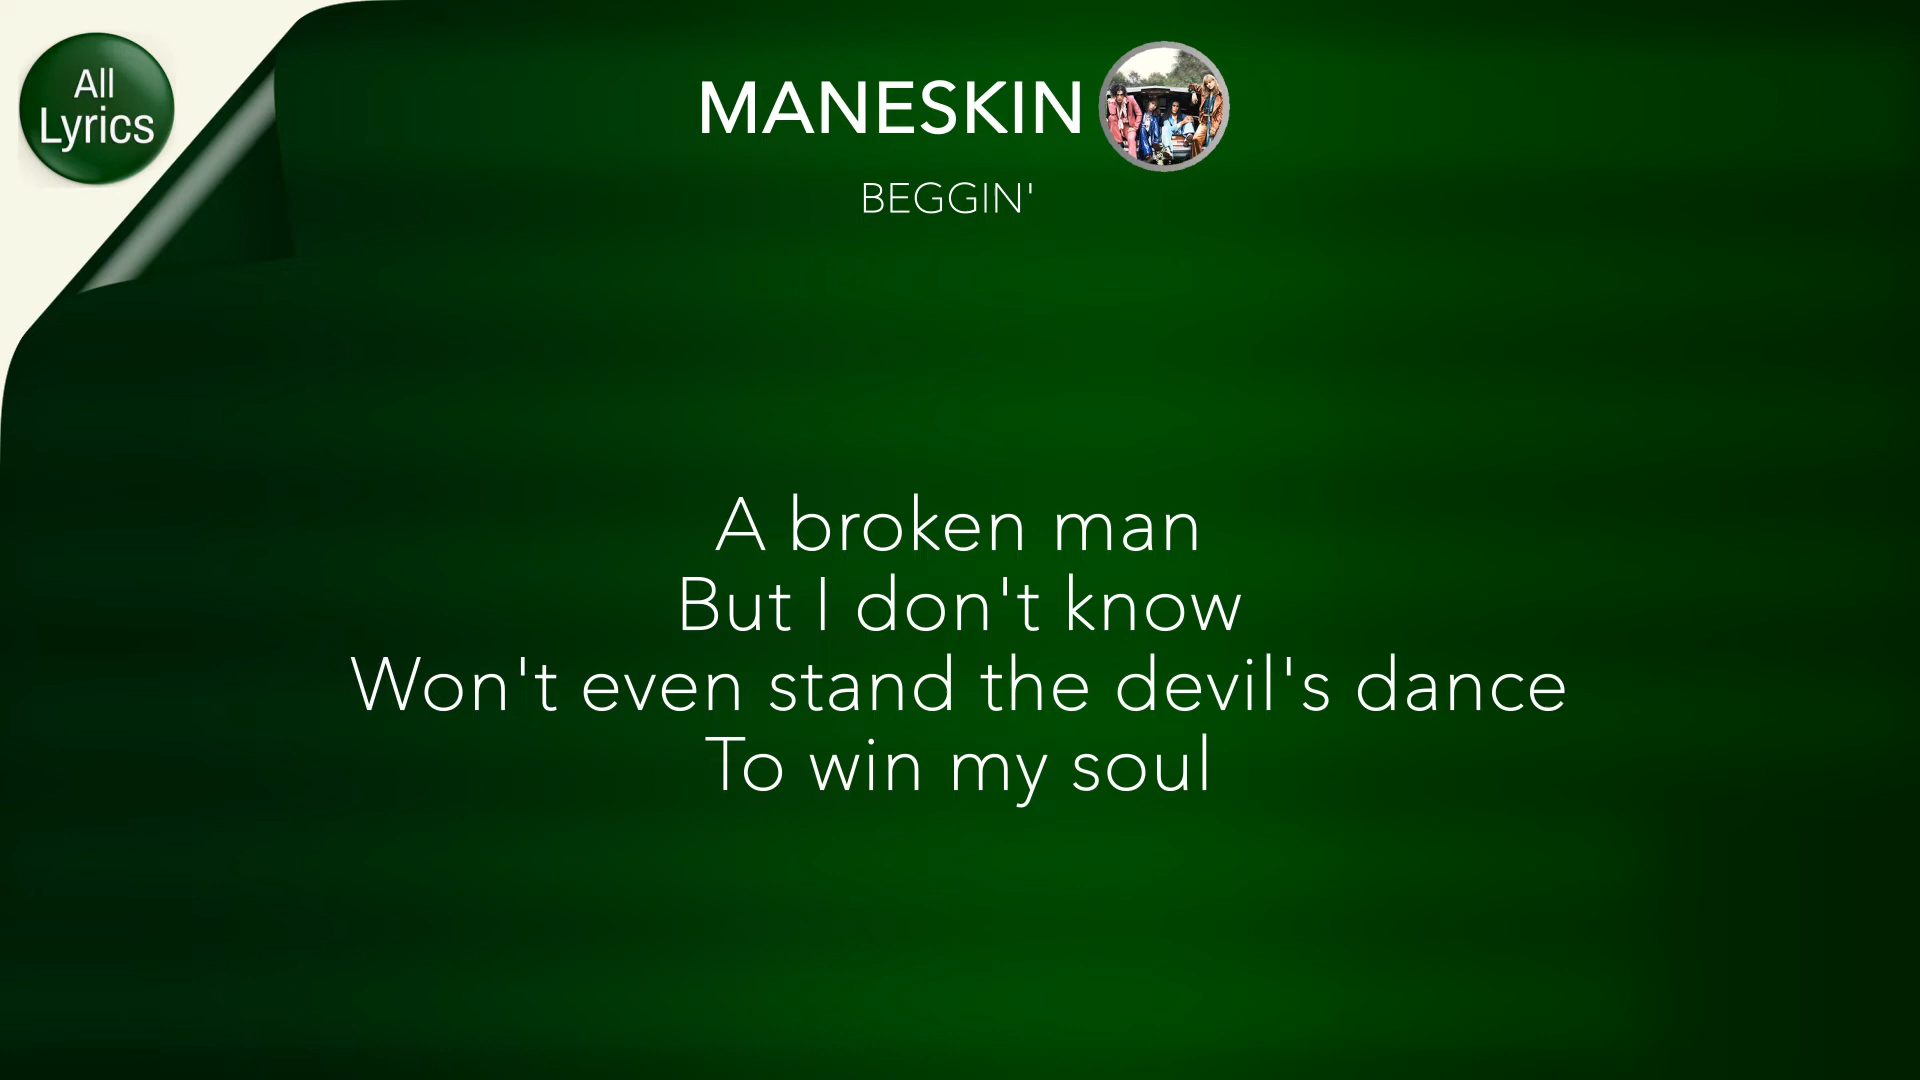 All
Lyrics
MANESKIN
BEGGIN'
A broken man
But I don't know
Won't even stand the devil's dance
To win my soul